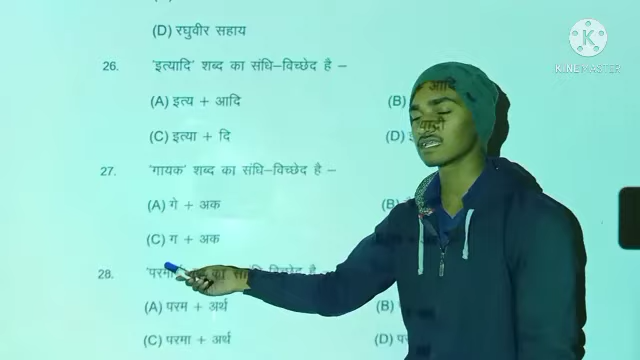 (D) रघुवीर सहाय
KINEMASTER
26. 'इत्यादि' शब्द का संधि–विच्छेद है –
(A) इत्य + आदि (B) आदि
(C) इत्या + दि (D)
27. 'गायक' शब्द का संधि–विच्छेद है –
(A) गे + अक (B)
(C) ग + अक
28. का
(A) परम + अर्थ (B)
(C) परमा + अर्थ (D)